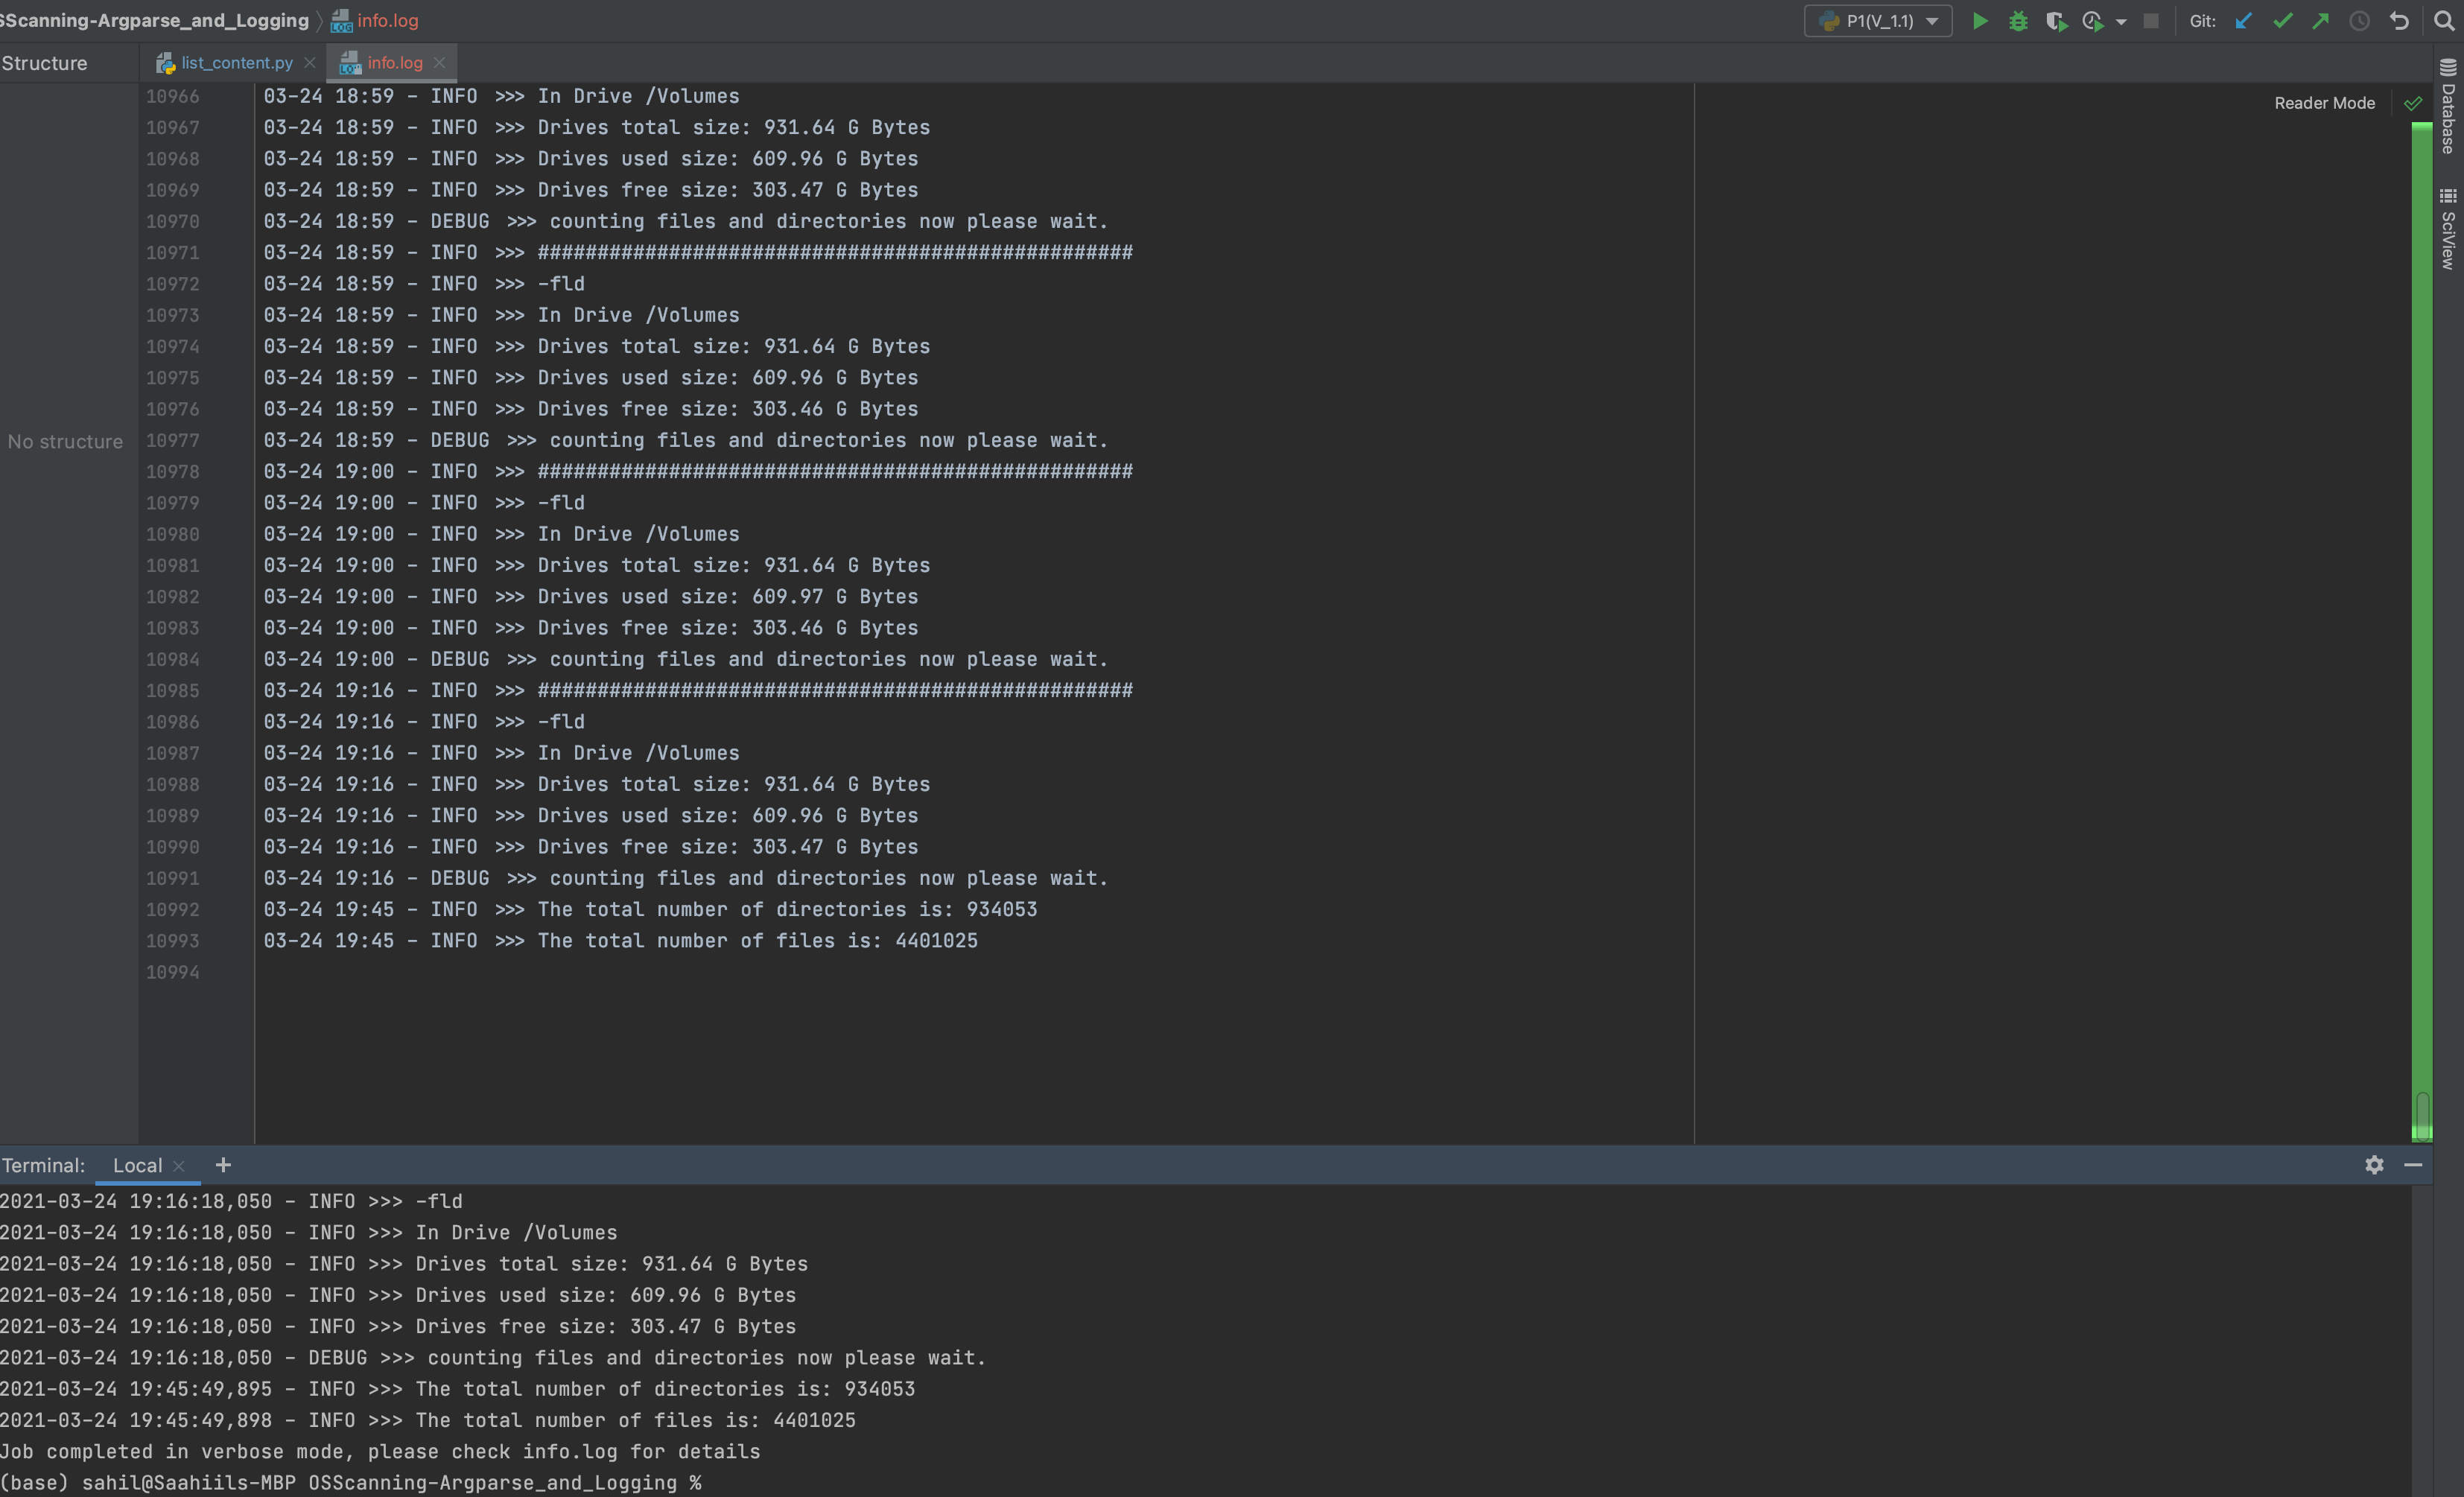 SScanning-Argparse_and_Logging info.log P1(V_1.1) Git:
Structure list_content.py info.log
Reader Mode
Database
SciView
No structure
10966 03-24 18:59 - INFO >>> In Drive /Volumes
10967 03-24 18:59 - INFO >>> Drives total size: 931.64 G Bytes
10968 03-24 18:59 - INFO >>> Drives used size: 609.96 G Bytes
10969 03-24 18:59 - INFO >>> Drives free size: 303.47 G Bytes
10970 03-24 18:59 - DEBUG >>> counting files and directories now please wait.
10971 03-24 18:59 - INFO >>> ##################################################
10972 03-24 18:59 - INFO >>> -fld
10973 03-24 18:59 - INFO >>> In Drive /Volumes
10974 03-24 18:59 - INFO >>> Drives total size: 931.64 G Bytes
10975 03-24 18:59 - INFO >>> Drives used size: 609.96 G Bytes
10976 03-24 18:59 - INFO >>> Drives free size: 303.46 G Bytes
10977 03-24 18:59 - DEBUG >>> counting files and directories now please wait.
10978 03-24 19:00 - INFO >>> ##################################################
10979 03-24 19:00 - INFO >>> -fld
10980 03-24 19:00 - INFO >>> In Drive /Volumes
10981 03-24 19:00 - INFO >>> Drives total size: 931.64 G Bytes
10982 03-24 19:00 - INFO >>> Drives used size: 609.97 G Bytes
10983 03-24 19:00 - INFO >>> Drives free size: 303.46 G Bytes
10984 03-24 19:00 - DEBUG >>> counting files and directories now please wait.
10985 03-24 19:16 - INFO >>> ##################################################
10986 03-24 19:16 - INFO >>> -fld
10987 03-24 19:16 - INFO >>> In Drive /Volumes
10988 03-24 19:16 - INFO >>> Drives total size: 931.64 G Bytes
10989 03-24 19:16 - INFO >>> Drives used size: 609.96 G Bytes
10990 03-24 19:16 - INFO >>> Drives free size: 303.47 G Bytes
10991 03-24 19:16 - DEBUG >>> counting files and directories now please wait.
10992 03-24 19:45 - INFO >>> The total number of directories is: 934053
10993 03-24 19:45 - INFO >>> The total number of files is: 4401025
10994
Terminal: Local
2021-03-24 19:16:18,050 - INFO >>> -fld
2021-03-24 19:16:18,050 - INFO >>> In Drive /Volumes
2021-03-24 19:16:18,050 - INFO >>> Drives total size: 931.64 G Bytes
2021-03-24 19:16:18,050 - INFO >>> Drives used size: 609.96 G Bytes
2021-03-24 19:16:18,050 - INFO >>> Drives free size: 303.47 G Bytes
2021-03-24 19:16:18,050 - DEBUG >>> counting files and directories now please wait.
2021-03-24 19:45:49,895 - INFO >>> The total number of directories is: 934053
2021-03-24 19:45:49,898 - INFO >>> The total number of files is: 4401025
Job completed in verbose mode, please check info.log for details
(base) sahil@Saahiils-MBP OSScanning-Argparse_and_Logging %